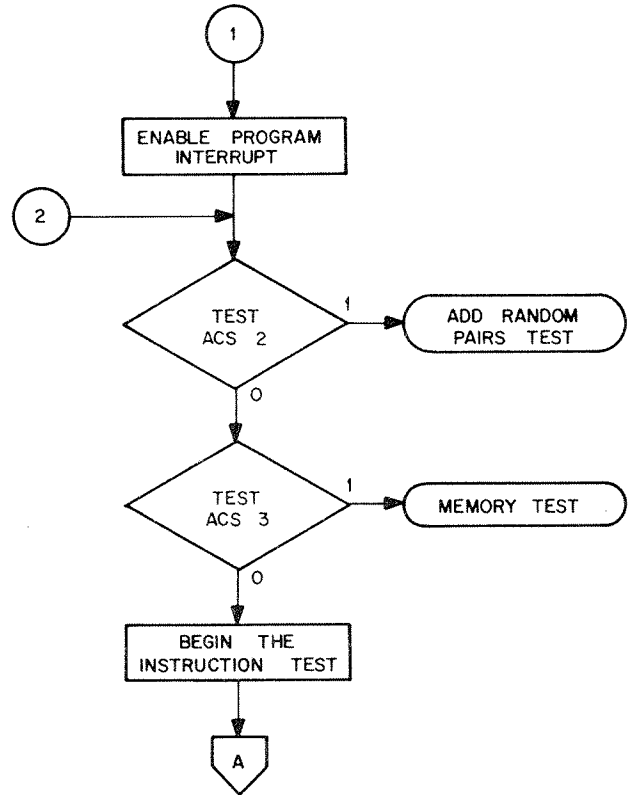 1
ENABLE PROGRAM
INTERRUPT
2
TEST
ACS 2
1
ADD RANDOM
PAIRS TEST
0
TEST
ACS 3
1
MEMORY TEST
0
BEGIN THE
INSTRUCTION TEST
A